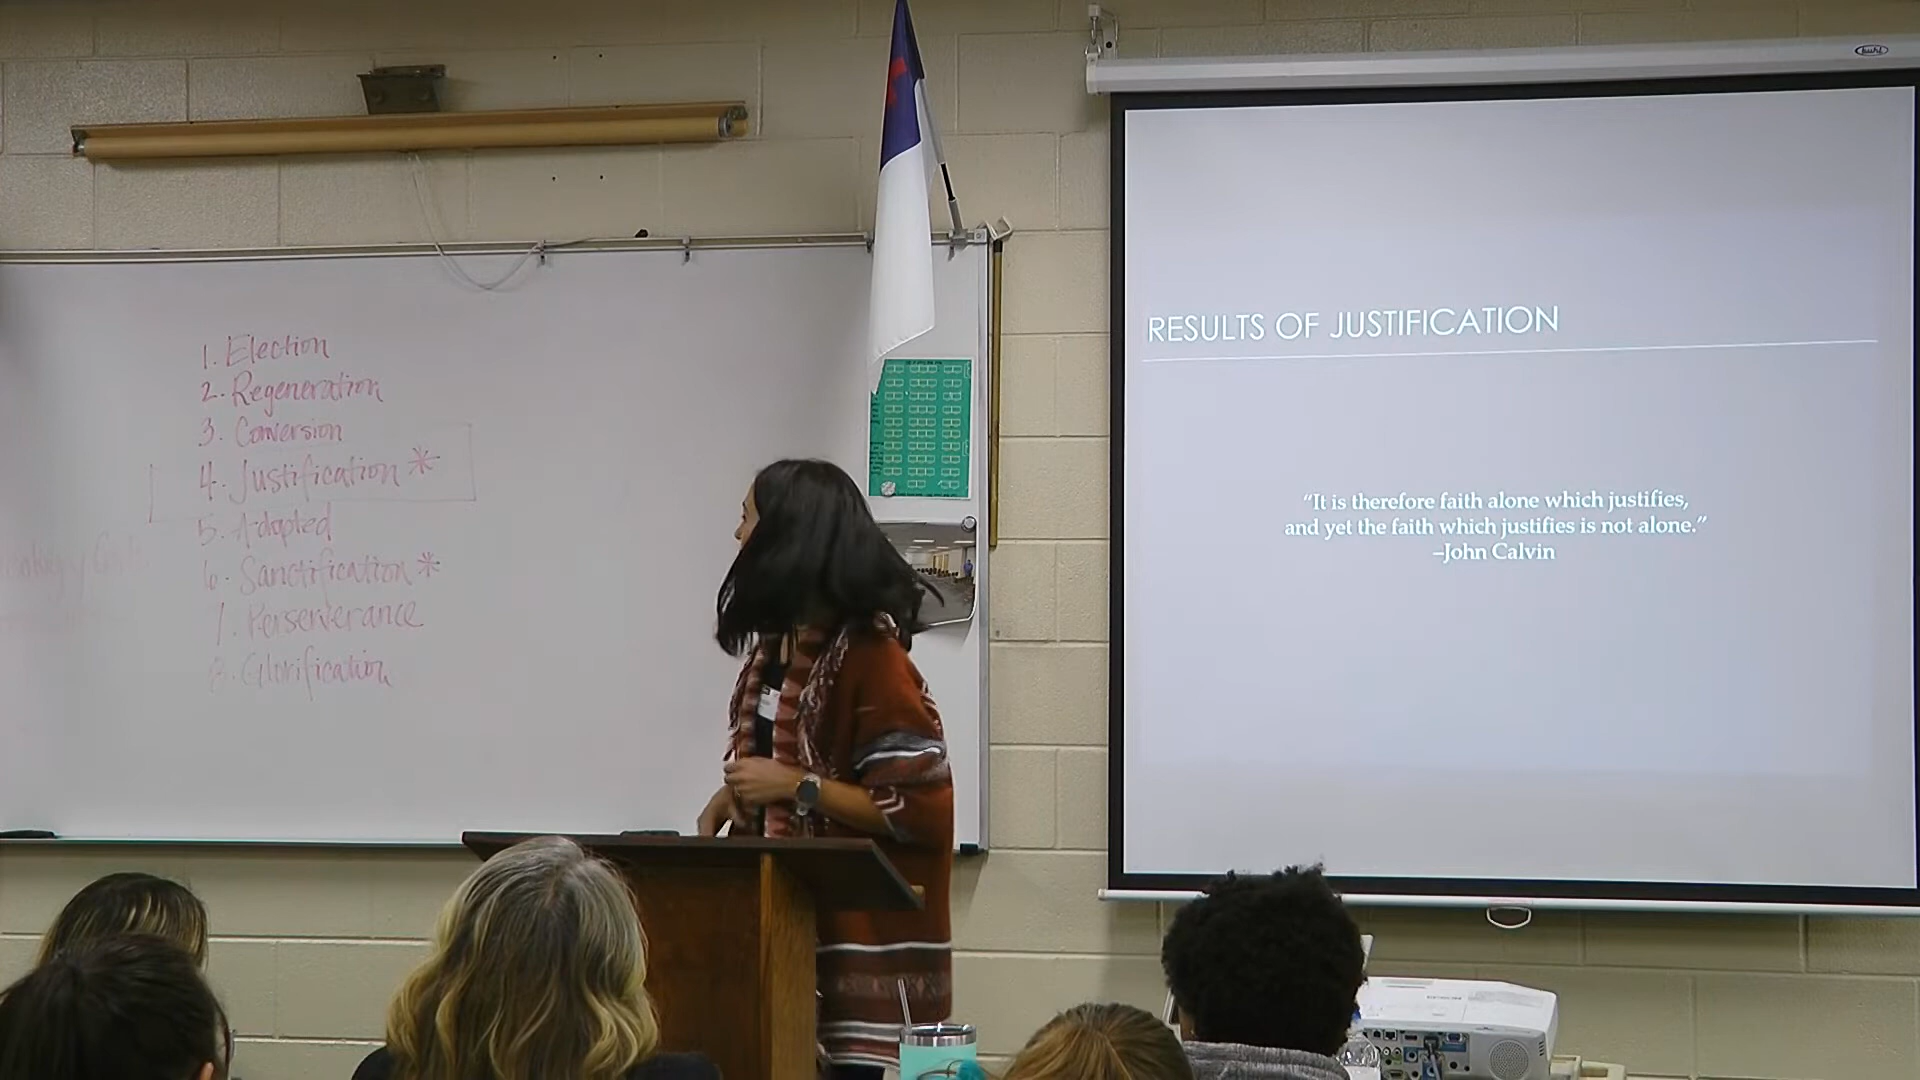 1. Election
2. Regeneration
3. Conversion
4. Justification *
5. Adopted
6. Sanctification *
7. Perserverance
8. Glorification
RESULTS OF JUSTIFICATION
“It is therefore faith alone which justifies,
and yet the faith which justifies is not alone.”
–John Calvin